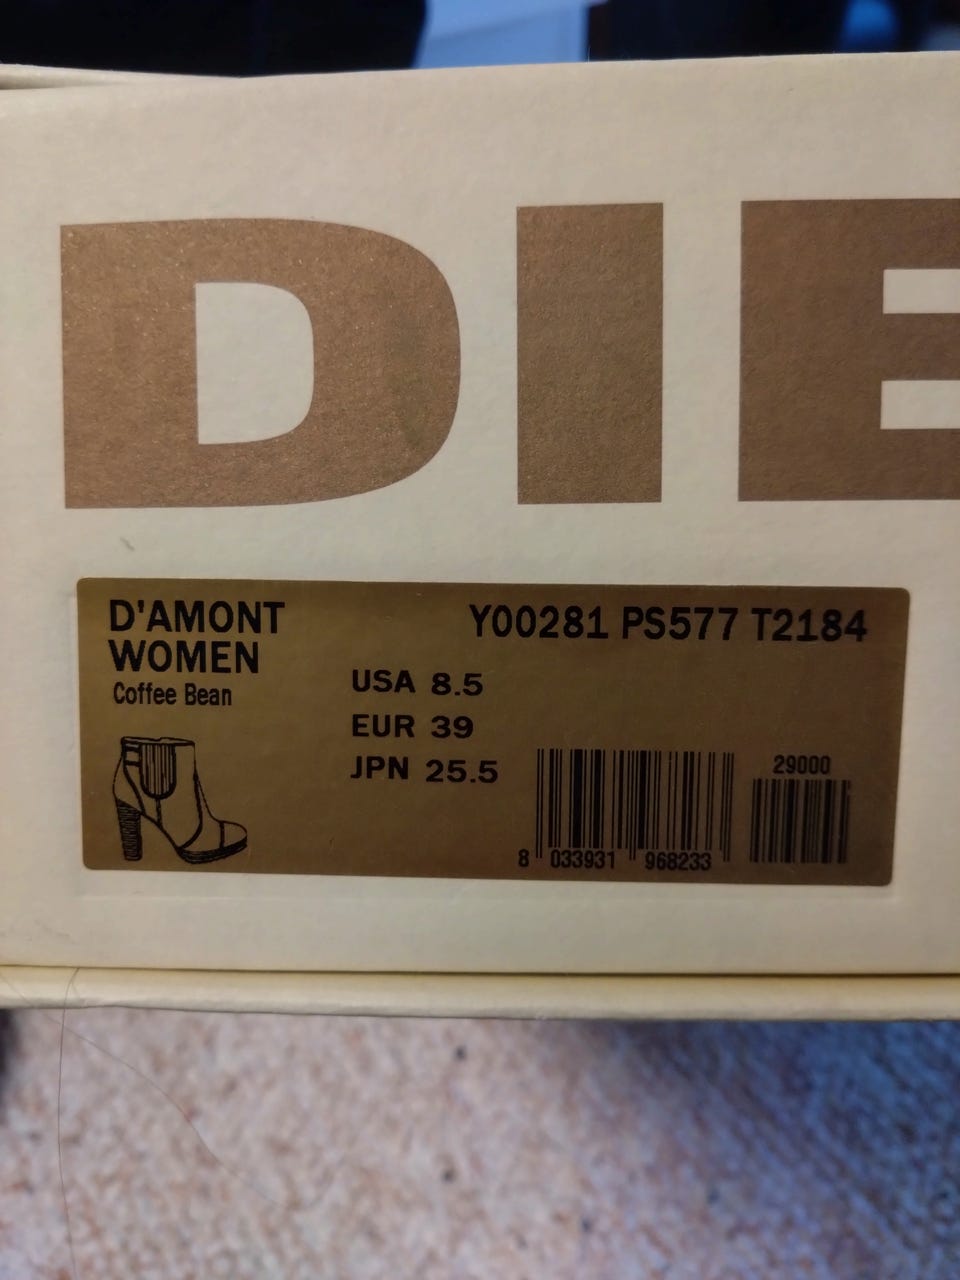 DIE
D'AMONT
WOMEN
Coffee Bean
Y00281 PS577 T2184
USA 8.5
EUR 39
JPN 25.5
29000
8 033931 968233